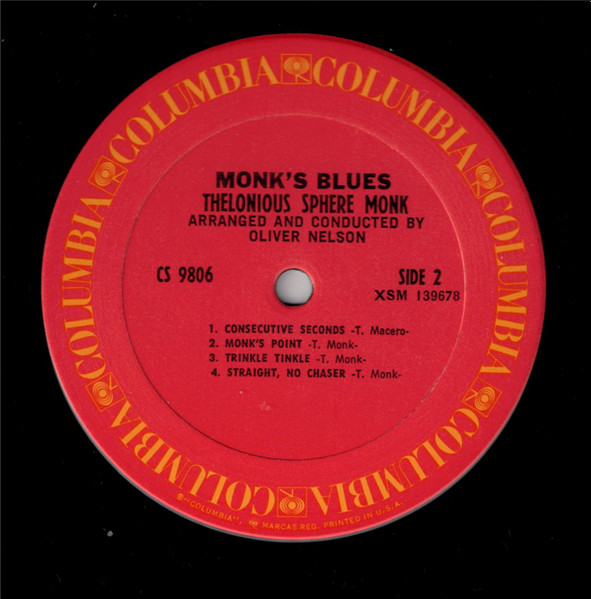 COLUMBIA COLUMBIA COLUMBIA COLUMBIA COLUMBIA COLUMBIA
MONK'S BLUES
THELONIOUS SPHERE MONK
ARRANGED AND CONDUCTED BY
OLIVER NELSON
CS 9806
SIDE 2
XSM 139678
1. CONSECUTIVE SECONDS -T. Macero-
2. MONK'S POINT -T. Monk-
3. TRINKLE TINKLE -T. Monk-
4. STRAIGHT, NO CHASER -T. Monk-
®"COLUMBIA", MARCAS REG. PRINTED IN U.S.A.